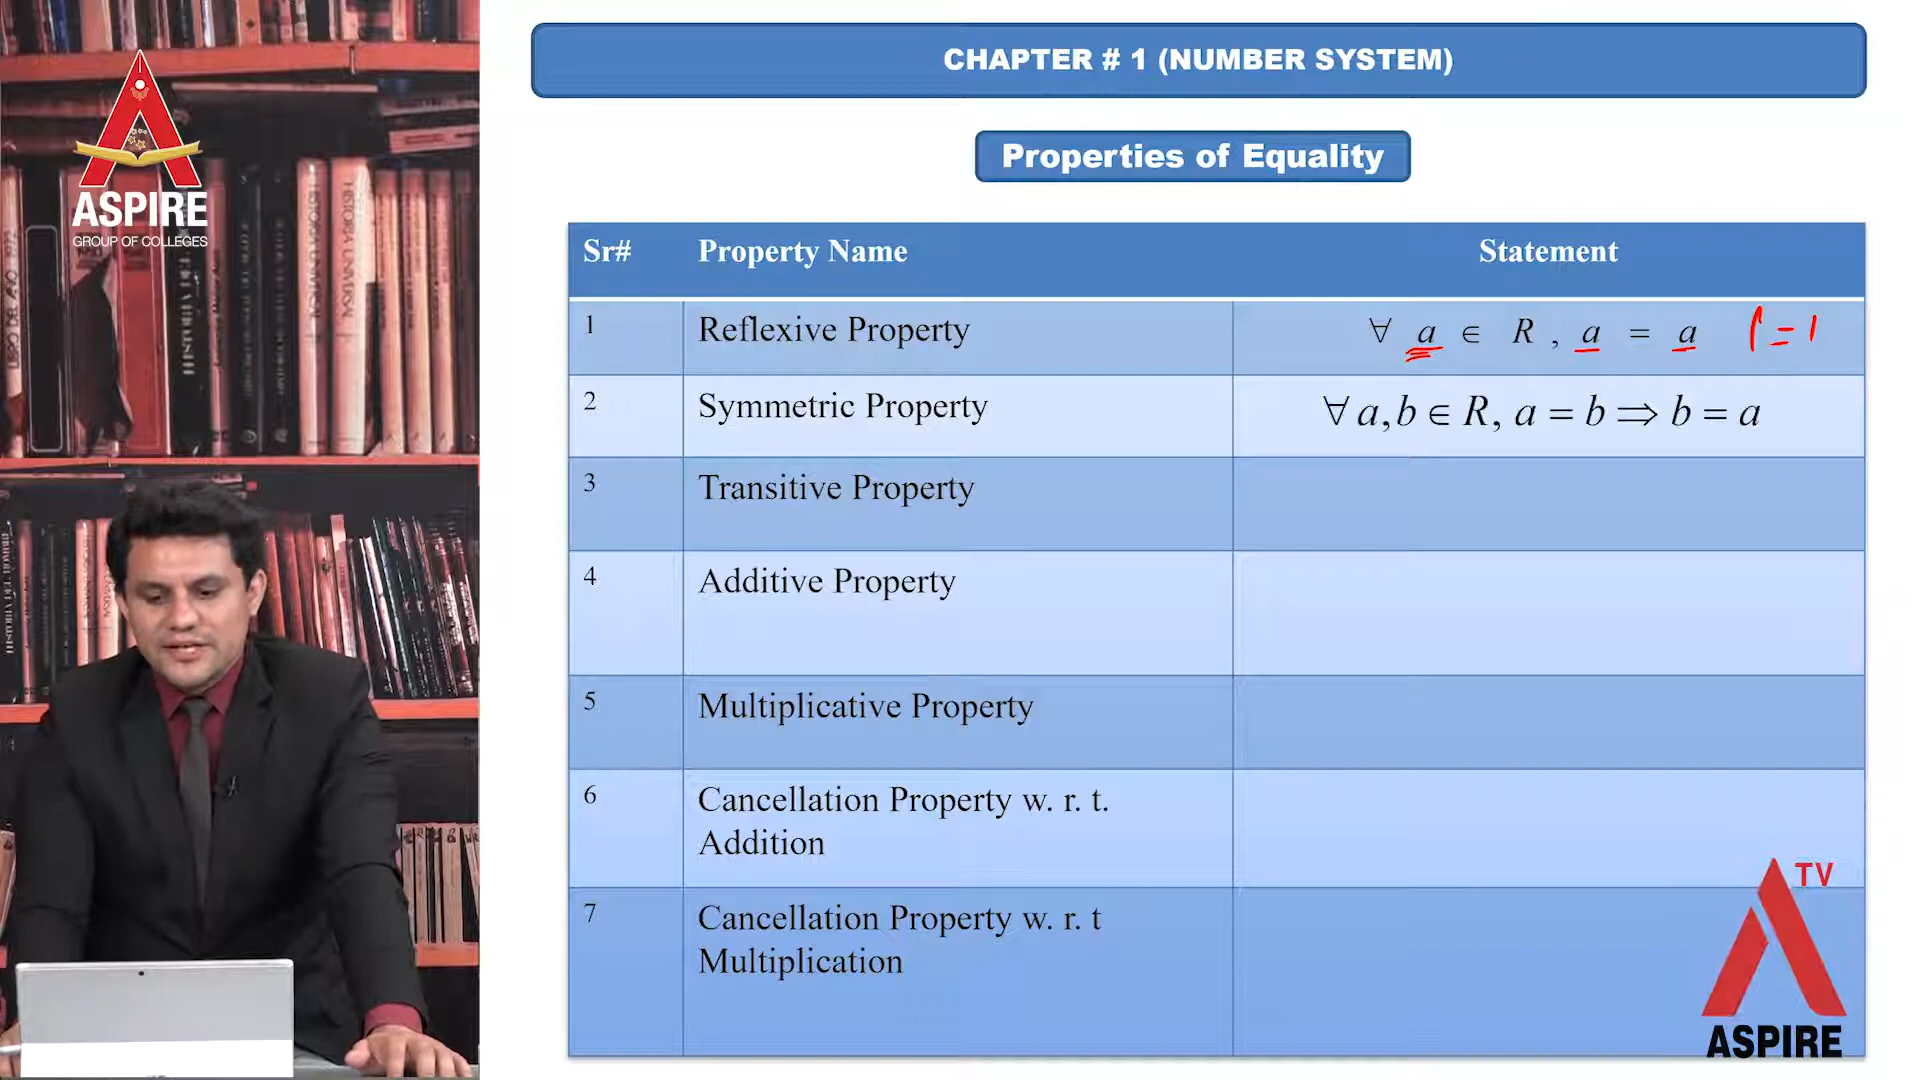 ASPIRE
GROUP OF COLLEGES
CHAPTER # 1 (NUMBER SYSTEM)
Properties of Equality
Sr# Property Name Statement
1 Reflexive Property ∀ a ∈ R , a = a 1 = 1
2 Symmetric Property ∀ a, b ∈ R, a = b ⇒ b = a
3 Transitive Property
4 Additive Property
5 Multiplicative Property
6 Cancellation Property w. r. t.
Addition
7 Cancellation Property w. r. t
Multiplication
TV
ASPIRE
HISTORIA UNIVERSAL